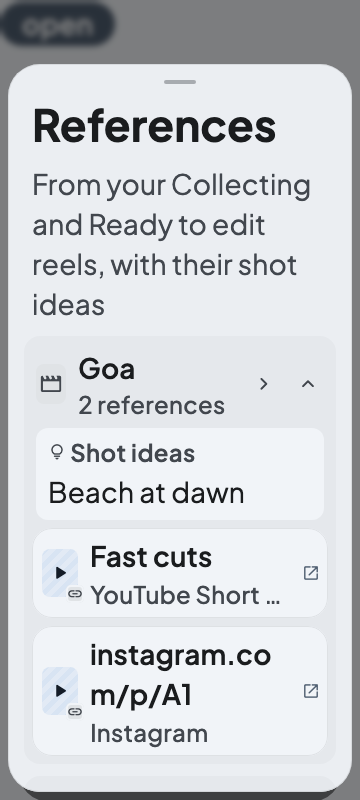 open
References
From your Collecting
and Ready to edit
reels, with their shot
ideas
Goa
2 references
Shot ideas
Beach at dawn
Fast cuts
YouTube Short ...
instagram.co
m/p/A1
Instagram